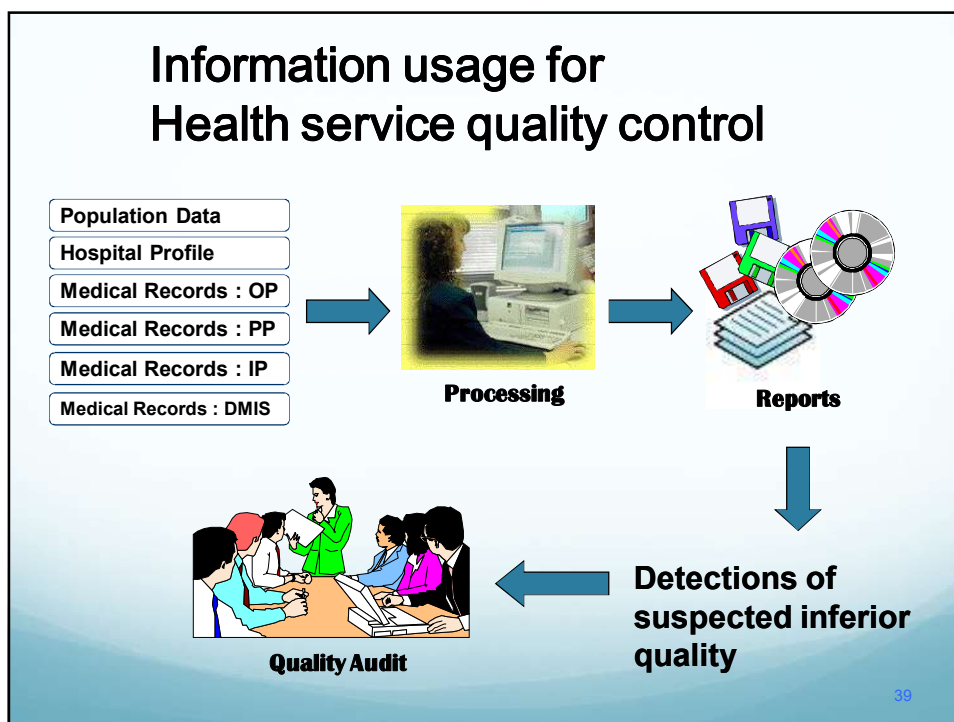 Information usage for
Health service quality control
Population Data
Hospital Profile
Medical Records : OP
Medical Records : PP
Medical Records : IP
Medical Records : DMIS
Processing
Reports
Detections of
suspected inferior
quality
Quality Audit
39